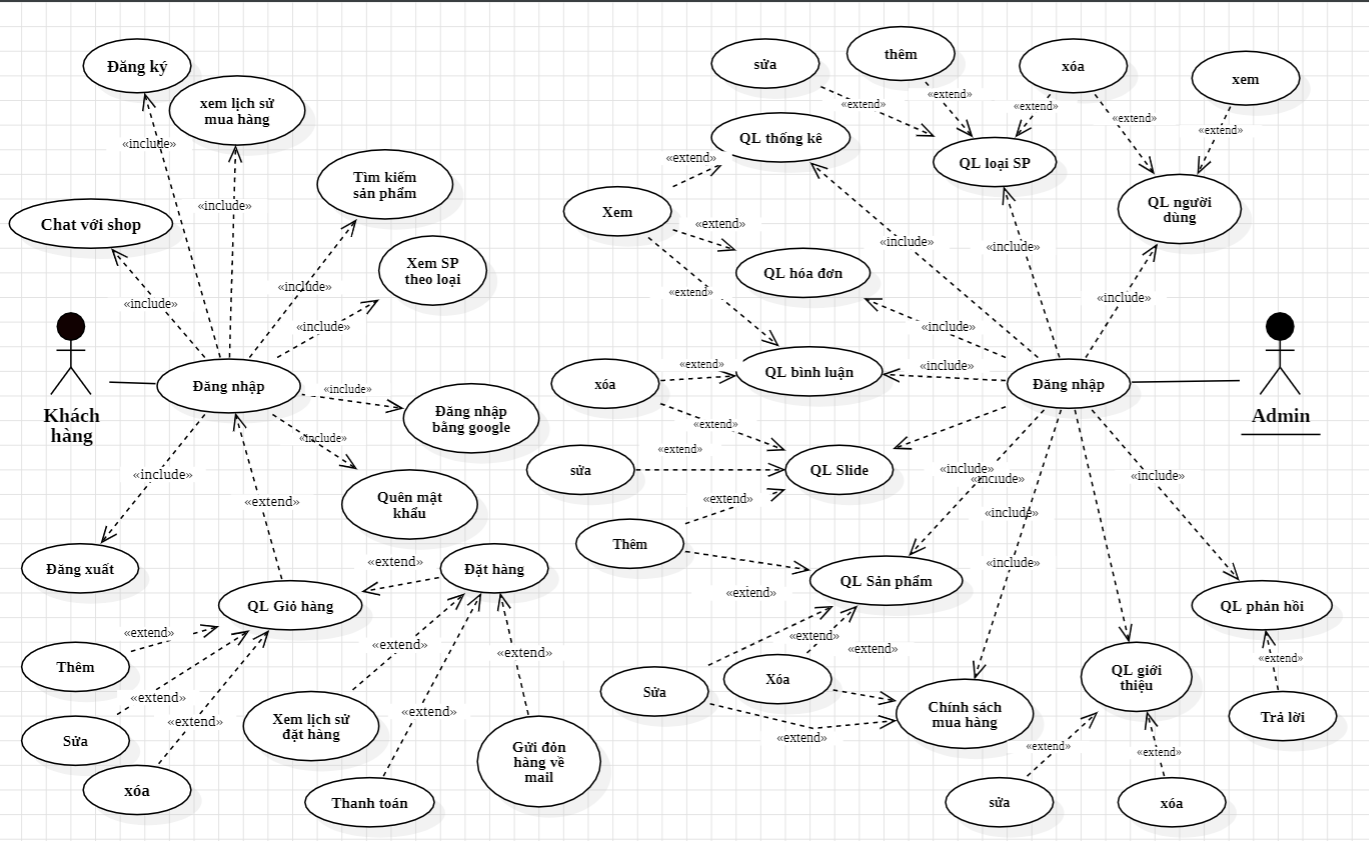 Đăng ký
xem lịch sử
mua hàng
«include»
Tìm kiếm
sản phẩm
«include»
Chat với shop
Xem SP
theo loại
«include»
«include»
«include»
Khách
hàng
Đăng nhập
«include»
Đăng nhập
bằng google
«include»
«include»
«extend»
Quên mật
khẩu
Đăng xuất
«extend»
Đặt hàng
QL Giỏ hàng
«extend»
Thêm
«extend»
«extend»
«extend»
«extend»
«extend»
Sửa
Xem lịch sử
đặt hàng
Gửi đơn
hàng về
mail
xóa
Thanh toán
sửa
thêm
xóa
xem
«extend»
«extend»
«extend»
«extend»
«extend»
QL thống kê
«extend»
QL loại SP
Xem
QL người
dùng
«extend»
«include»
«include»
QL hóa đơn
«extend»
«include»
«include»
xóa
«extend»
QL bình luận
«include»
Đăng nhập
Admin
«extend»
«extend»
sửa
QL Slide
«include»
«include»
«include»
«extend»
«include»
Thêm
«include»
QL Sản phẩm
«extend»
QL phản hồi
«extend»
«extend»
«extend»
Sửa
Xóa
QL giới
thiệu
Chính sách
mua hàng
Trả lời
«extend»
«extend»
«extend»
sửa
xóa